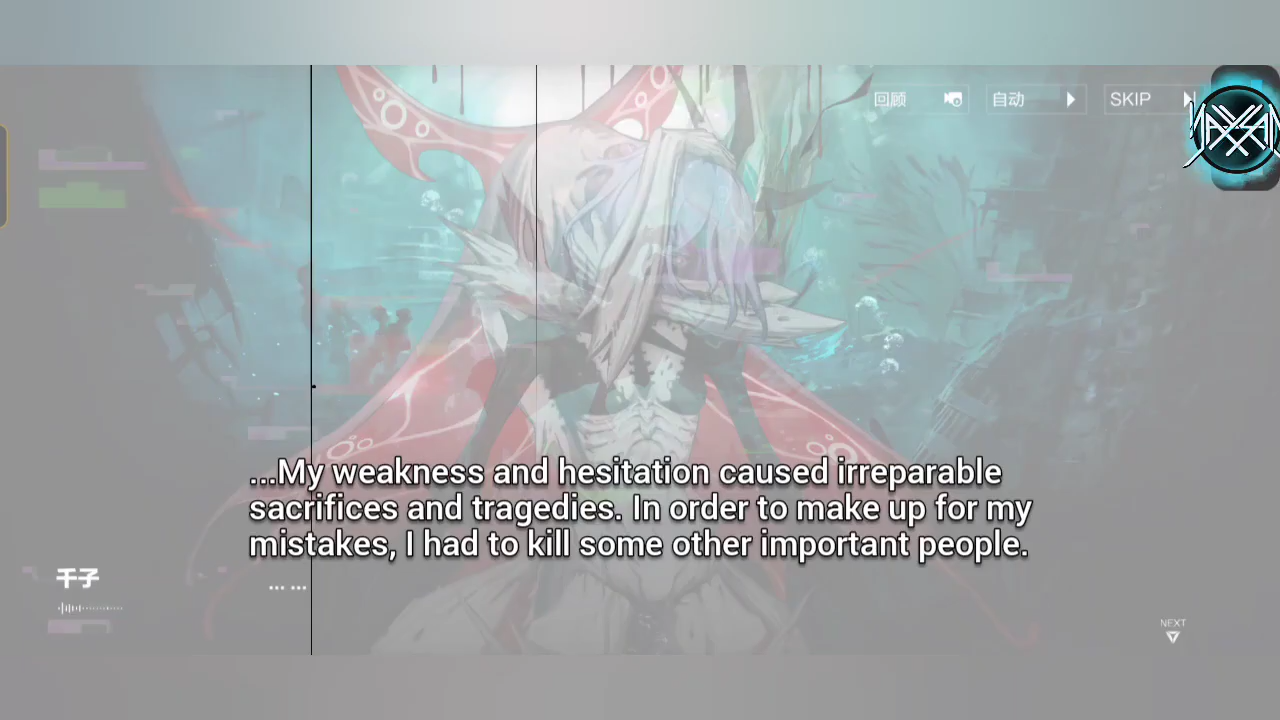 回顾
自动
SKIP
...My weakness and hesitation caused irreparable
sacrifices and tragedies. In order to make up for my
mistakes, I had to kill some other important people.
千子
... ...
NEXT